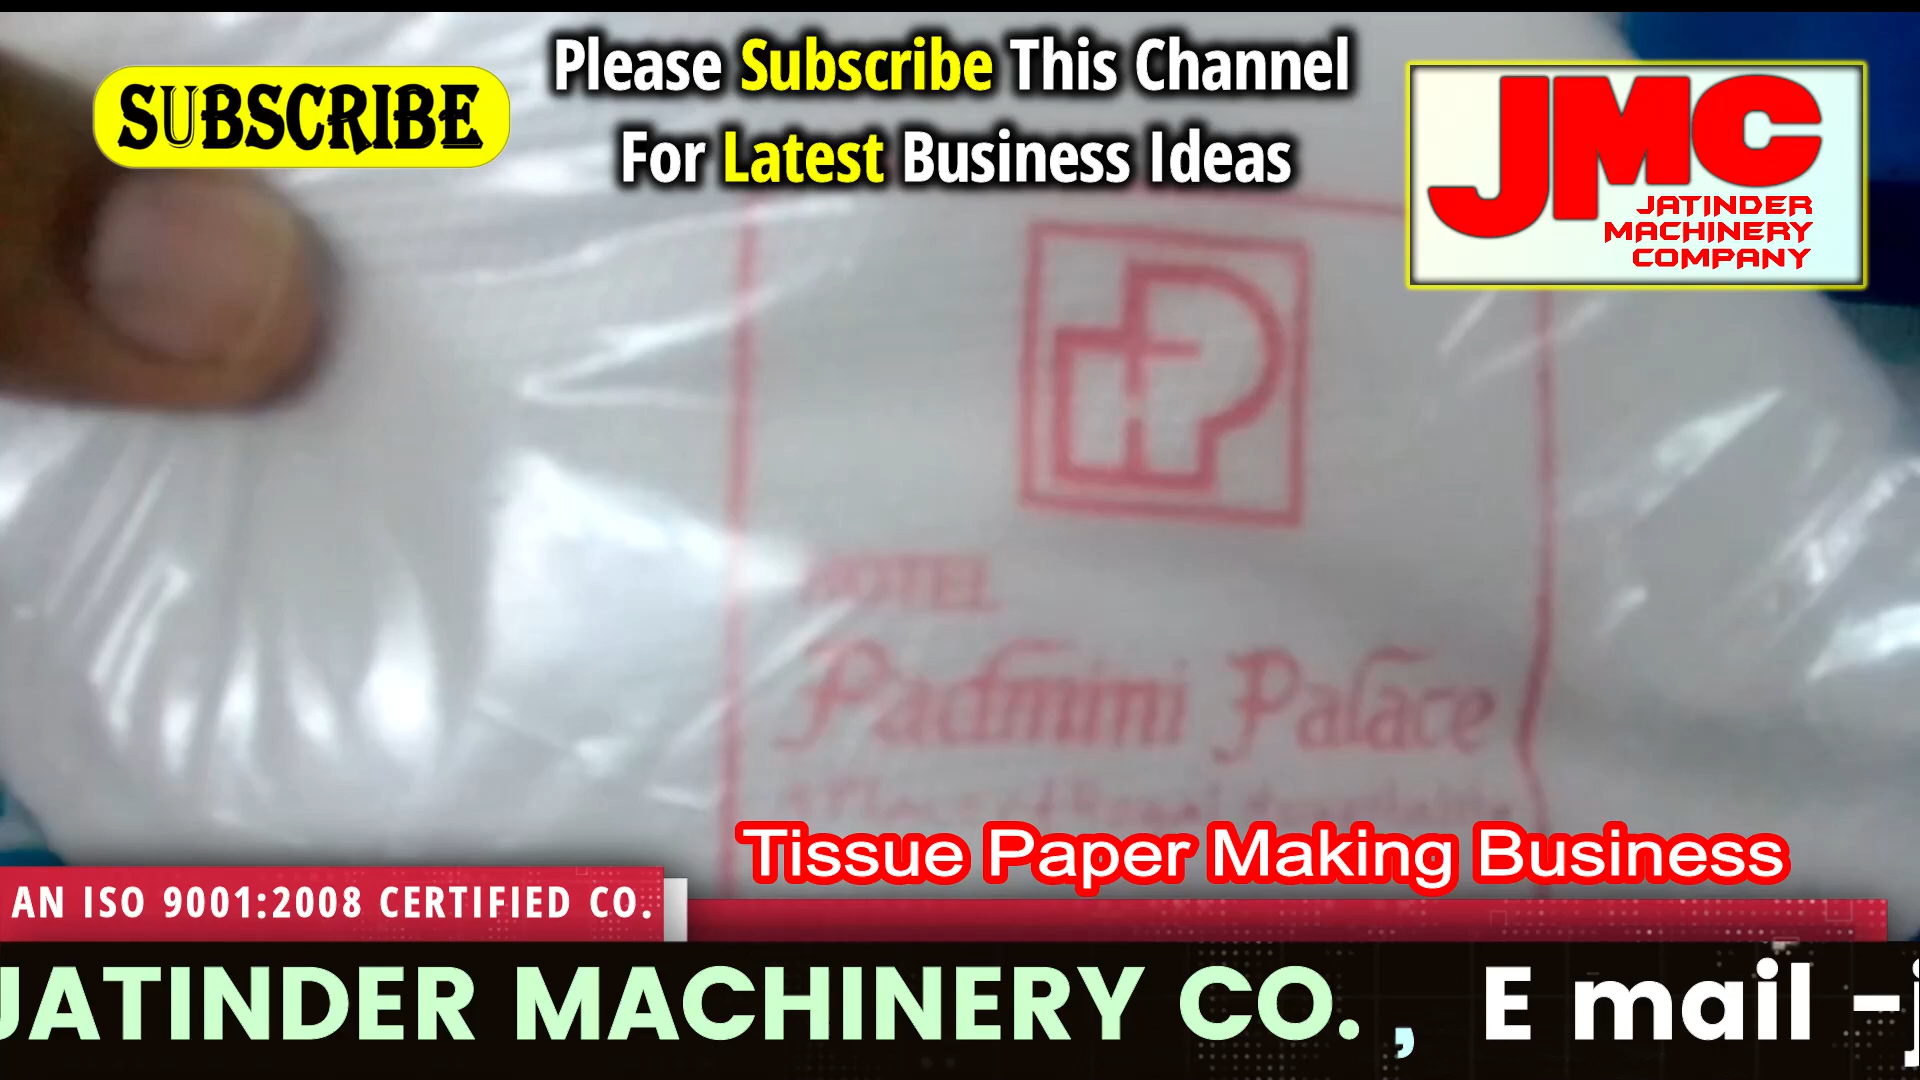 SUBSCRIBE
Please Subscribe This Channel
For Latest Business Ideas
JMC
JATINDER
MACHINERY
COMPANY
HOTEL
Padmini Palace
Tissue Paper Making Business
AN ISO 9001:2008 CERTIFIED CO.
JATINDER MACHINERY CO. , E mail -j